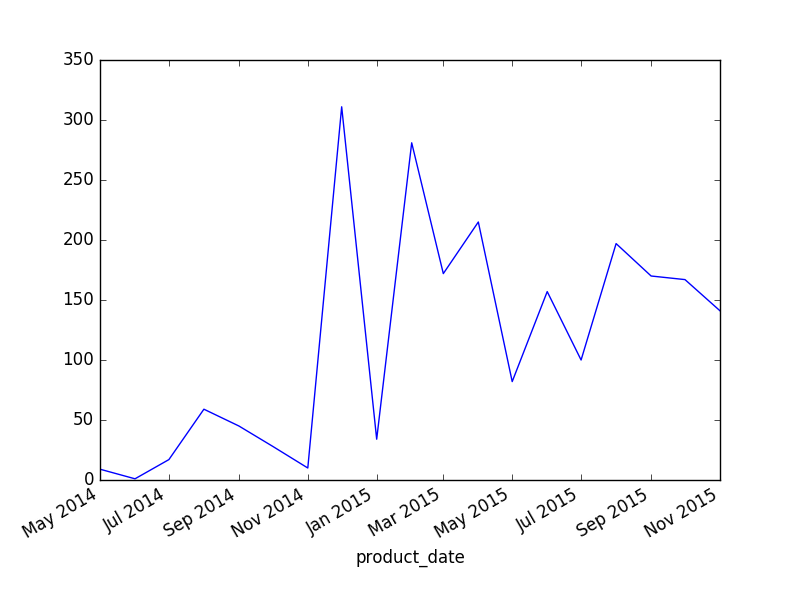 350
300
250
200
150
100
50
0
May 2014
Jul 2014
Sep 2014
Nov 2014
Jan 2015
Mar 2015
May 2015
Jul 2015
Sep 2015
Nov 2015
product_date